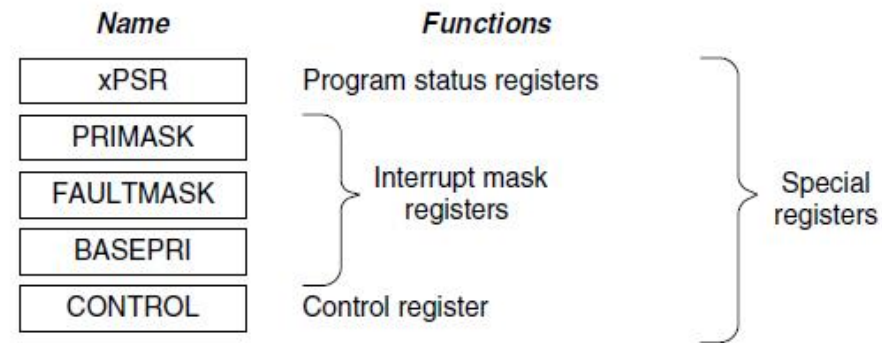 Name Functions
xPSR Program status registers
PRIMASK
FAULTMASK
BASEPRI
Interrupt mask
registers
CONTROL Control register
Special
registers